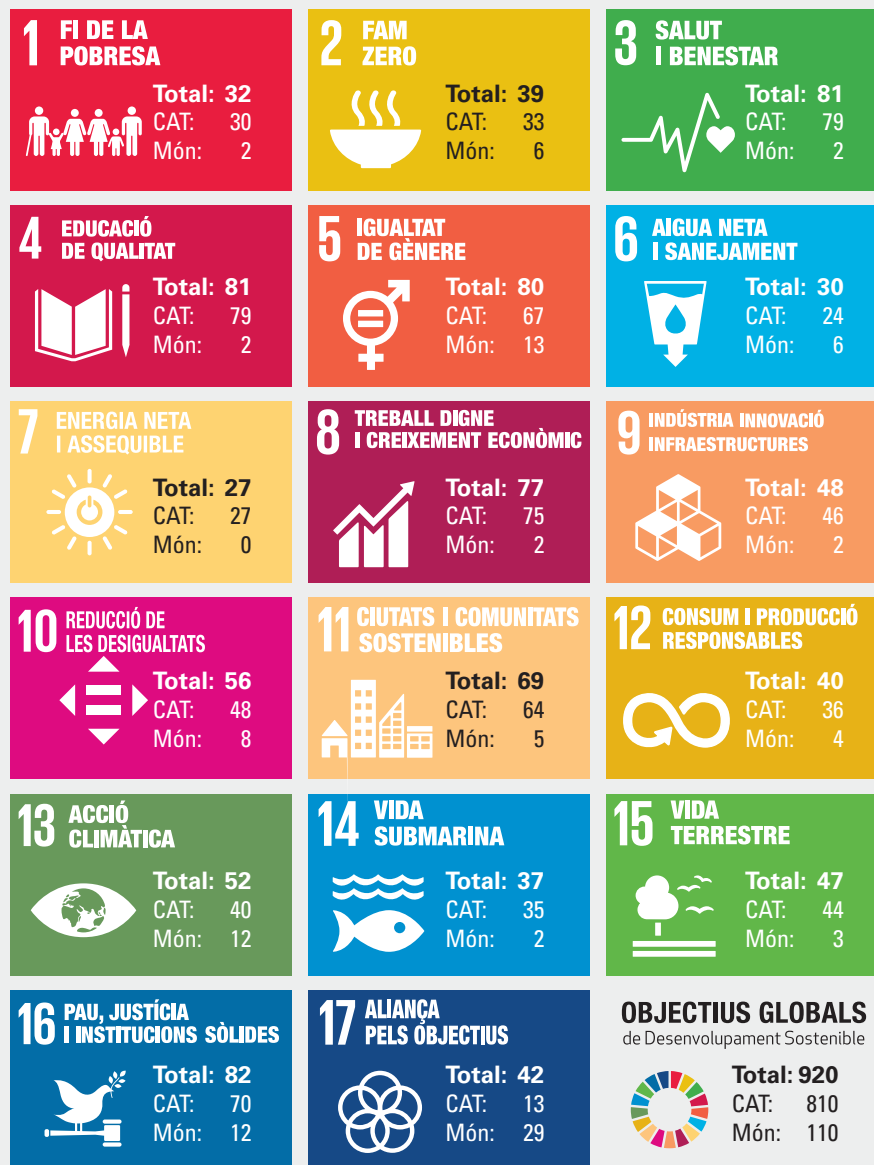 1 FI DE LA
POBRESA
Total: 32
CAT: 30
Món: 2
2 FAM
ZERO
Total: 39
CAT: 33
Món: 6
3 SALUT
I BENESTAR
Total: 81
CAT: 79
Món: 2
4 EDUCACIÓ
DE QUALITAT
Total: 81
CAT: 79
Món: 2
5 IGUALTAT
DE GÈNERE
Total: 80
CAT: 67
Món: 13
6 AIGUA NETA
I SANEJAMENT
Total: 30
CAT: 24
Món: 6
7 ENERGIA NETA
I ASSEQUIBLE
Total: 27
CAT: 27
Món: 0
8 TREBALL DIGNE
I CREIXEMENT ECONÒMIC
Total: 77
CAT: 75
Món: 2
9 INDÚSTRIA INNOVACIÓ
INFRAESTRUCTURES
Total: 48
CAT: 46
Món: 2
10 REDUCCIÓ DE
LES DESIGUALTATS
Total: 56
CAT: 48
Món: 8
11 CIUTATS I COMUNITATS
SOSTENIBLES
Total: 69
CAT: 64
Món: 5
12 CONSUM I PRODUCCIÓ
RESPONSABLES
Total: 40
CAT: 36
Món: 4
13 ACCIÓ
CLIMÀTICA
Total: 52
CAT: 40
Món: 12
14 VIDA
SUBMARINA
Total: 37
CAT: 35
Món: 2
15 VIDA
TERRESTRE
Total: 47
CAT: 44
Món: 3
16 PAU, JUSTÍCIA
I INSTITUCIONS SÒLIDES
Total: 82
CAT: 70
Món: 12
17 ALIANÇA
PELS OBJECTIUS
Total: 42
CAT: 13
Món: 29
OBJECTIUS GLOBALS
de Desenvolupament Sostenible
Total: 920
CAT: 810
Món: 110